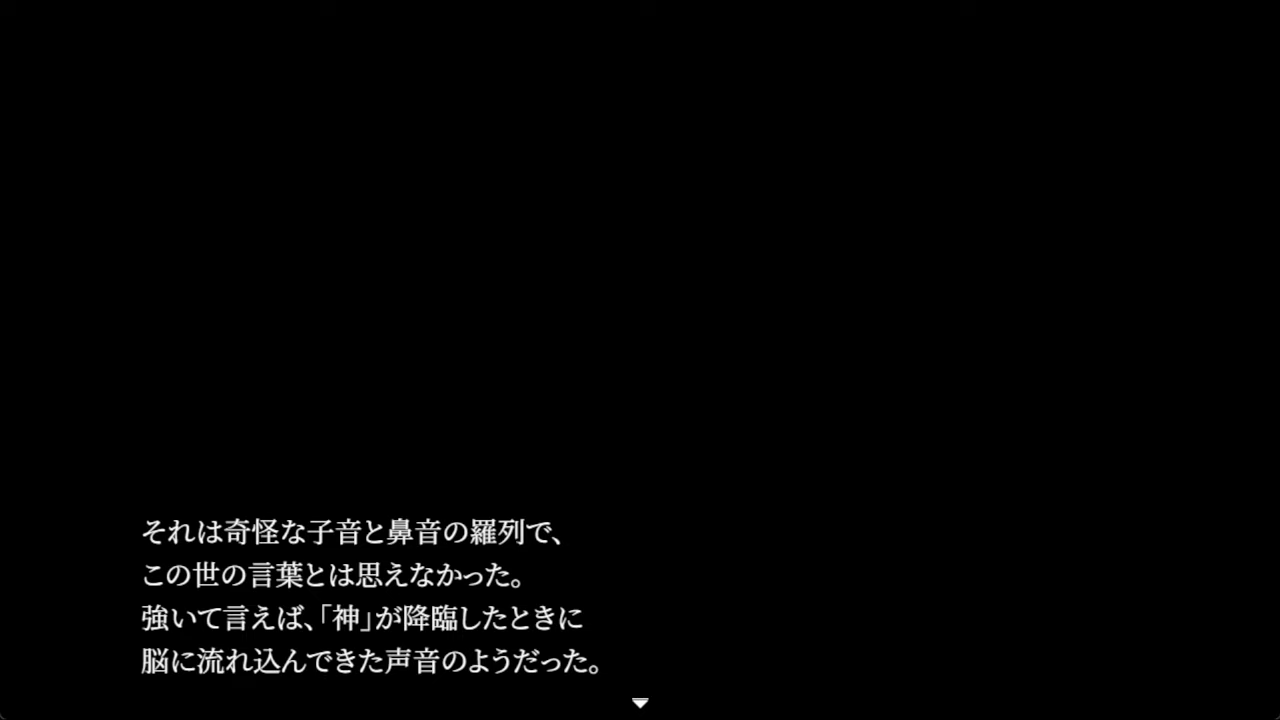 それは奇怪な子音と鼻音の羅列で、
この世の言葉とは思えなかった。
強いて言えば、「神」が降臨したときに
脳に流れ込んできた声音のようだった。